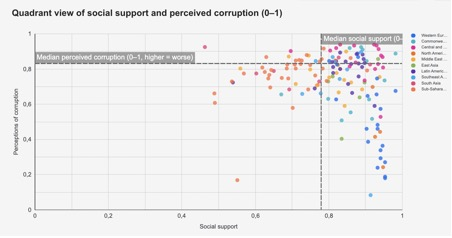 Quadrant view of social support and perceived corruption (0–1)
Median social support (0-
Median perceived corruption (0–1, higher = worse)
Perceptions of corruption
1
0,8
0,6
0,4
0,2
0
0
0,2
0,4
0,6
0,8
1
Social support
Western Eur...
Commonwe...
Central and ...
North Ameri...
Middle East ...
East Asia
Latin Americ...
Southeast A...
South Asia
Sub-Sahara...